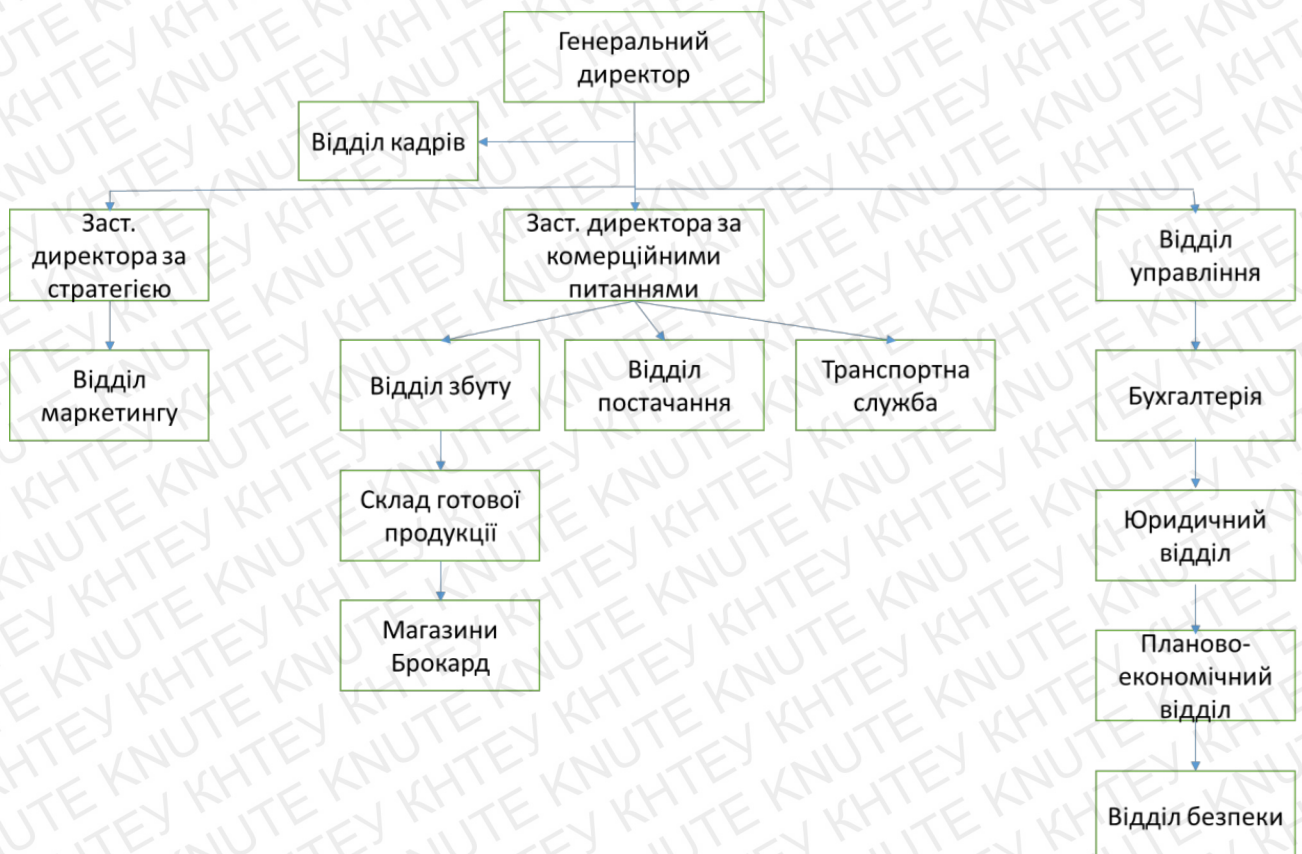 Генеральний
директор
Відділ кадрів
Заст.
директора за
стратегією
Заст. директора за
комерційними
питаннями
Відділ
управління
Відділ
маркетингу
Відділ збуту
Відділ
постачання
Транспортна
служба
Бухгалтерія
Склад готової
продукції
Юридичний
відділ
Магазини
Брокард
Планово-
економічний
відділ
Відділ безпеки